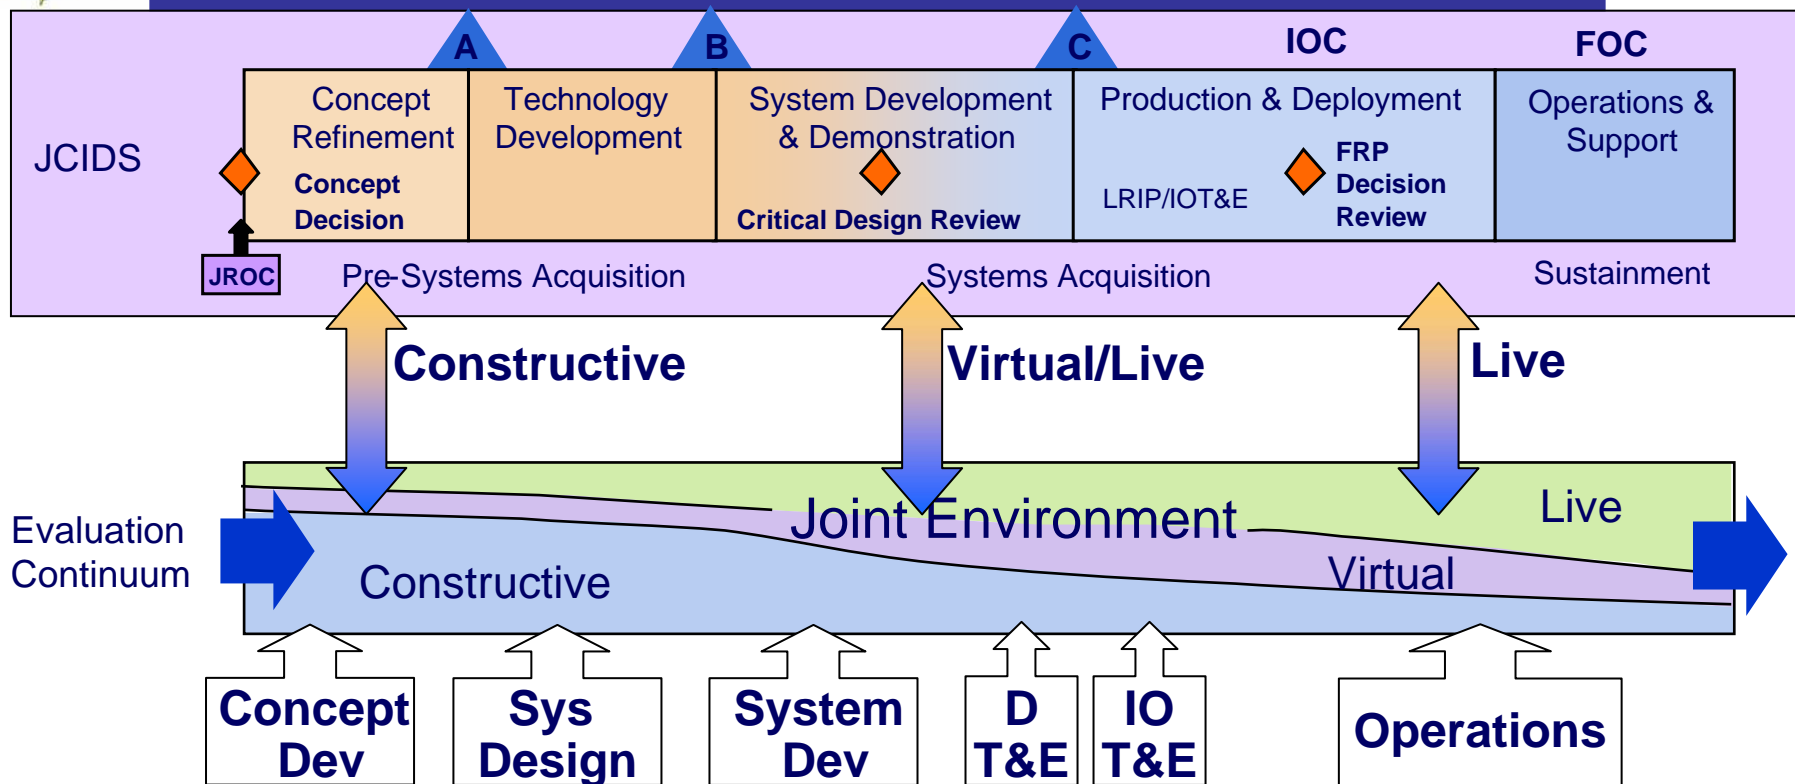 A
B
C
IOC
FOC
JCIDS
Concept
Refinement
Concept
Decision
Technology
Development
System Development
& Demonstration
Critical Design Review
Production & Deployment
LRIP/IOT&E
FRP
Decision
Review
Operations &
Support
JROC
Pre-Systems Acquisition
Systems Acquisition
Sustainment
Constructive
Virtual/Live
Live
Evaluation
Continuum
Joint Environment
Live
Constructive
Virtual
Concept
Dev
Sys
Design
System
Dev
D
T&E
IO
T&E
Operations